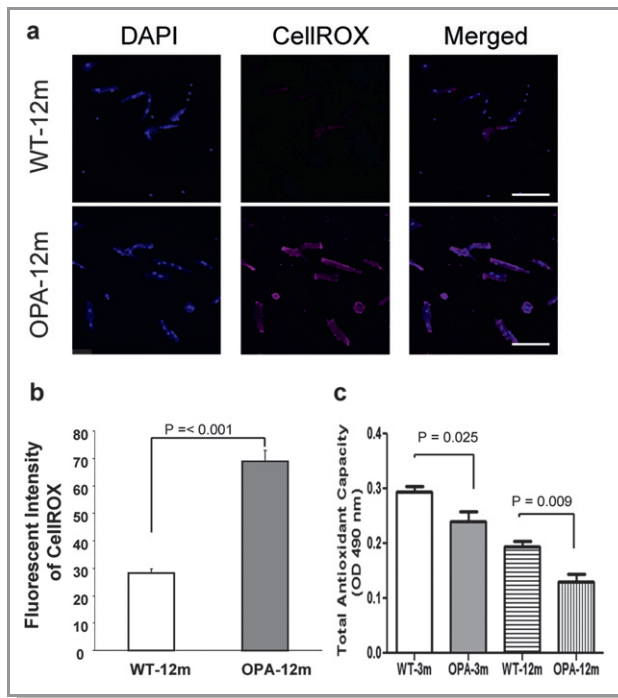 a
DAPI CellROX Merged
WT-12m
OPA-12m
b
Fluorescent Intensity
of CellROX
80
70
60
50
40
30
20
10
0
P =< 0.001
WT-12m OPA-12m
c
Total Antioxidant Capacity
(OD 490 nm)
0.4
0.3
0.2
0.1
0.0
P = 0.025
P = 0.009
WT-3m OPA-3m WT-12m OPA-12m